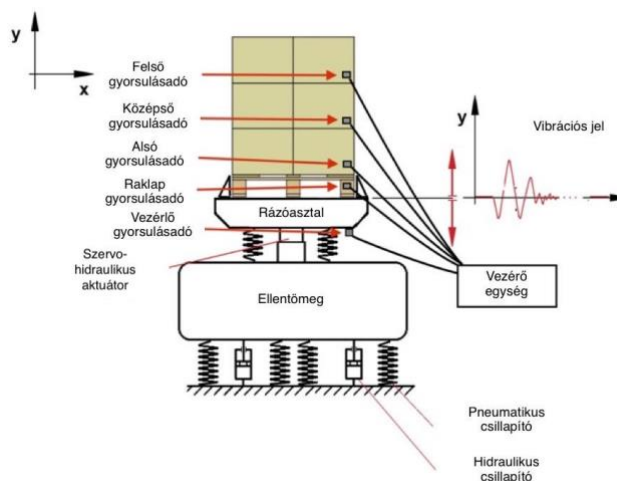 y
x
Felső
gyorsulásadó
Középső
gyorsulásadó
Alsó
gyorsulásadó
Raklap
gyorsulásadó
Vezérlő
gyorsulásadó
Szervo-
hidraulikus
aktuátor
Rázóasztal
Ellentömeg
y
Vibrációs jel
x
Vezérő
egység
Pneumatikus
csillapító
Hidraulikus
csillapító